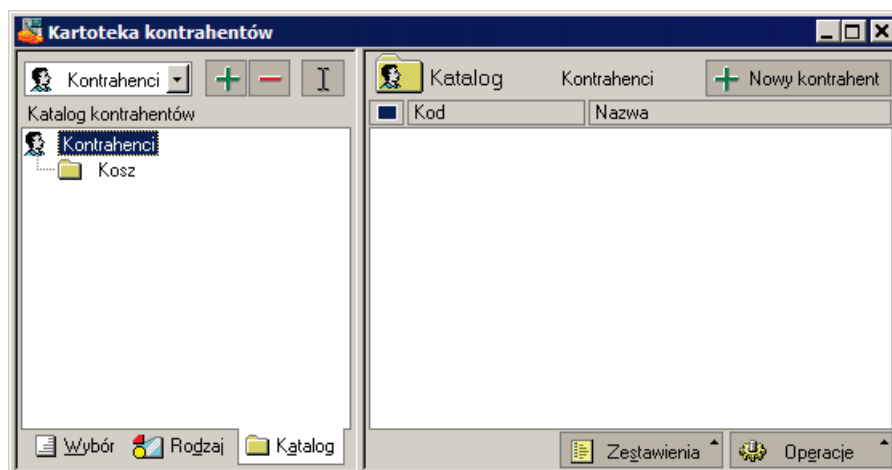 Kartoteka kontrahentów
Kontrahenci
Katalog kontrahentów
Kontrahenci
Kosz
Wybór Rodzaj Katalog
Katalog Kontrahenci Nowy kontrahent
Kod Nazwa
Zestawienia Operacje